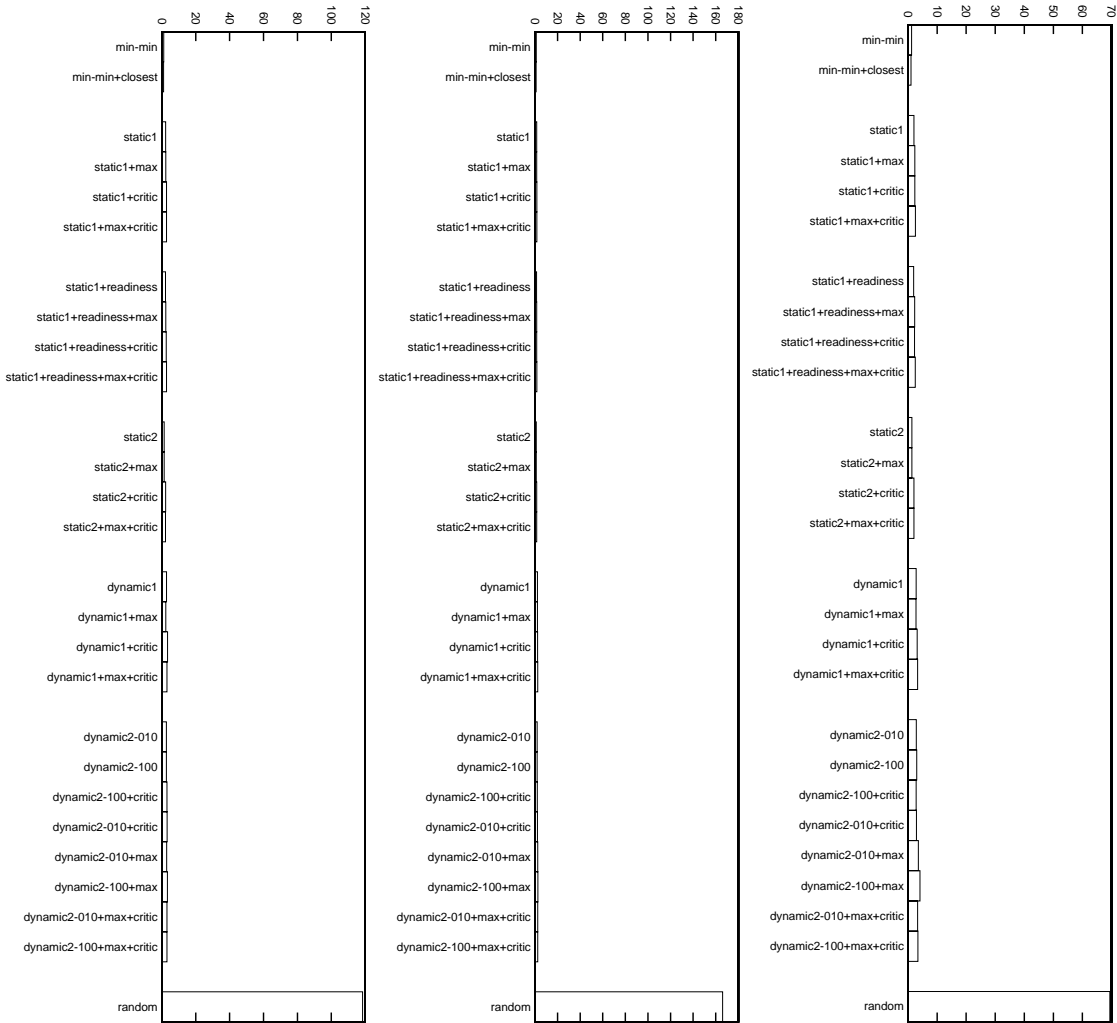 0 20 40 60 80 100 120
min-min
min-min+closest
static1
static1+max
static1+critic
static1+max+critic
static1+readiness
static1+readiness+max
static1+readiness+critic
static1+readiness+max+critic
static2
static2+max
static2+critic
static2+max+critic
dynamic1
dynamic1+max
dynamic1+critic
dynamic1+max+critic
dynamic2-010
dynamic2-100
dynamic2-100+critic
dynamic2-010+critic
dynamic2-010+max
dynamic2-100+max
dynamic2-010+max+critic
dynamic2-100+max+critic
random
0 20 40 60 80 100 120 140 160 180
min-min
min-min+closest
static1
static1+max
static1+critic
static1+max+critic
static1+readiness
static1+readiness+max
static1+readiness+critic
static1+readiness+max+critic
static2
static2+max
static2+critic
static2+max+critic
dynamic1
dynamic1+max
dynamic1+critic
dynamic1+max+critic
dynamic2-010
dynamic2-100
dynamic2-100+critic
dynamic2-010+critic
dynamic2-010+max
dynamic2-100+max
dynamic2-010+max+critic
dynamic2-100+max+critic
random
0 10 20 30 40 50 60 70
min-min
min-min+closest
static1
static1+max
static1+critic
static1+max+critic
static1+readiness
static1+readiness+max
static1+readiness+critic
static1+readiness+max+critic
static2
static2+max
static2+critic
static2+max+critic
dynamic1
dynamic1+max
dynamic1+critic
dynamic1+max+critic
dynamic2-010
dynamic2-100
dynamic2-100+critic
dynamic2-010+critic
dynamic2-010+max
dynamic2-100+max
dynamic2-010+max+critic
dynamic2-100+max+critic
random